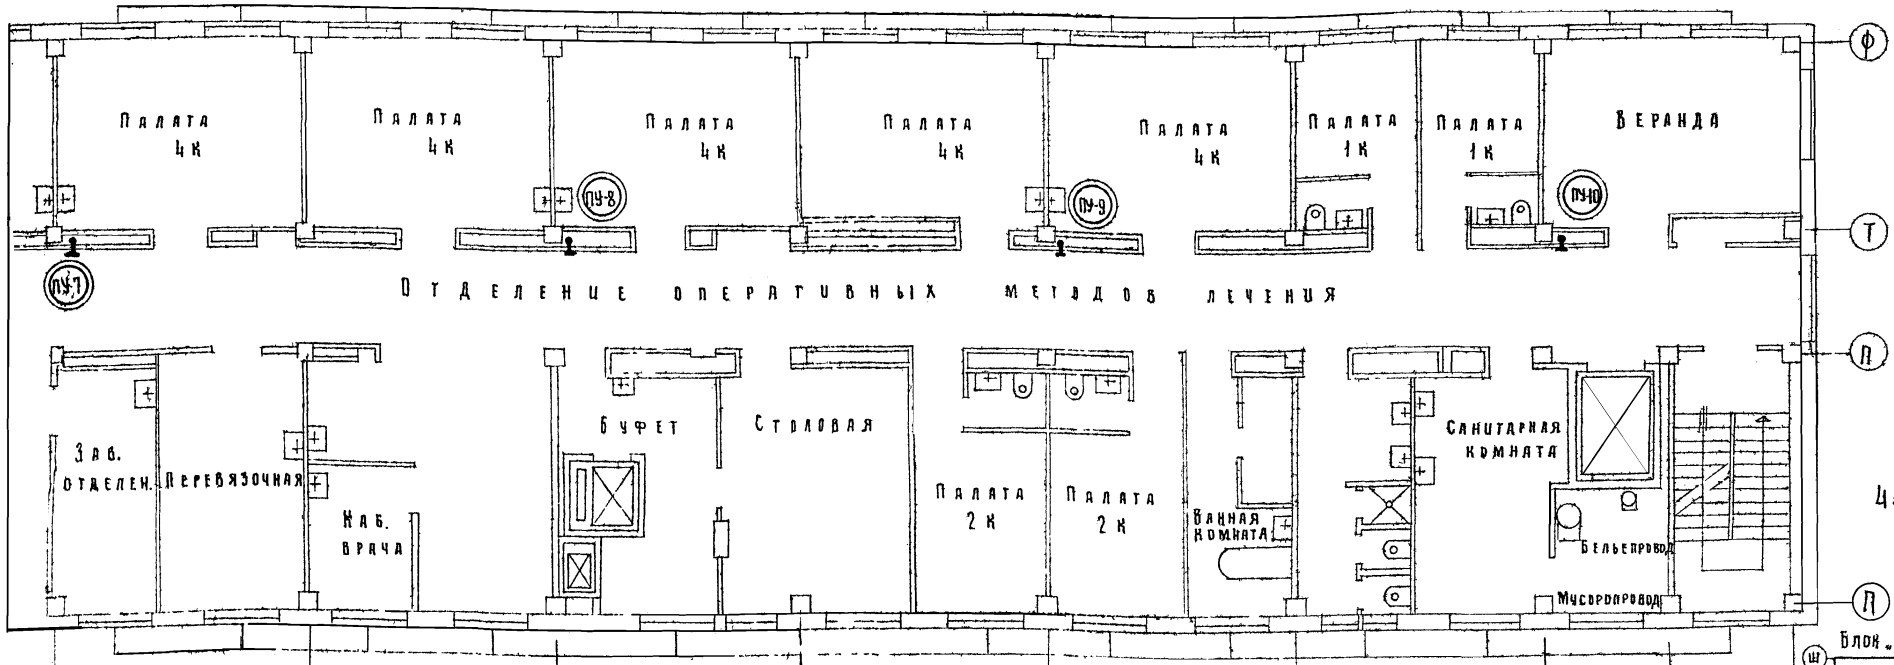 Ф
Палата
4К
Палата
4К
Палата
4К
Палата
4К
Палата
4К
Палата
1К
Палата
1К
Веранда
ПУ-8
ПУ-9
ПУ-10
Т
ПУ-7
Отделение оперативных методов лечения
П
Зав.
отделен.
Перевязочная
Каб.
врача
Буфет
Столовая
Палата
2К
Палата
2К
Ванная
комната
Санитарная
комната
Бельепровод
Мусоропровод
4
П
Блок „
Ш